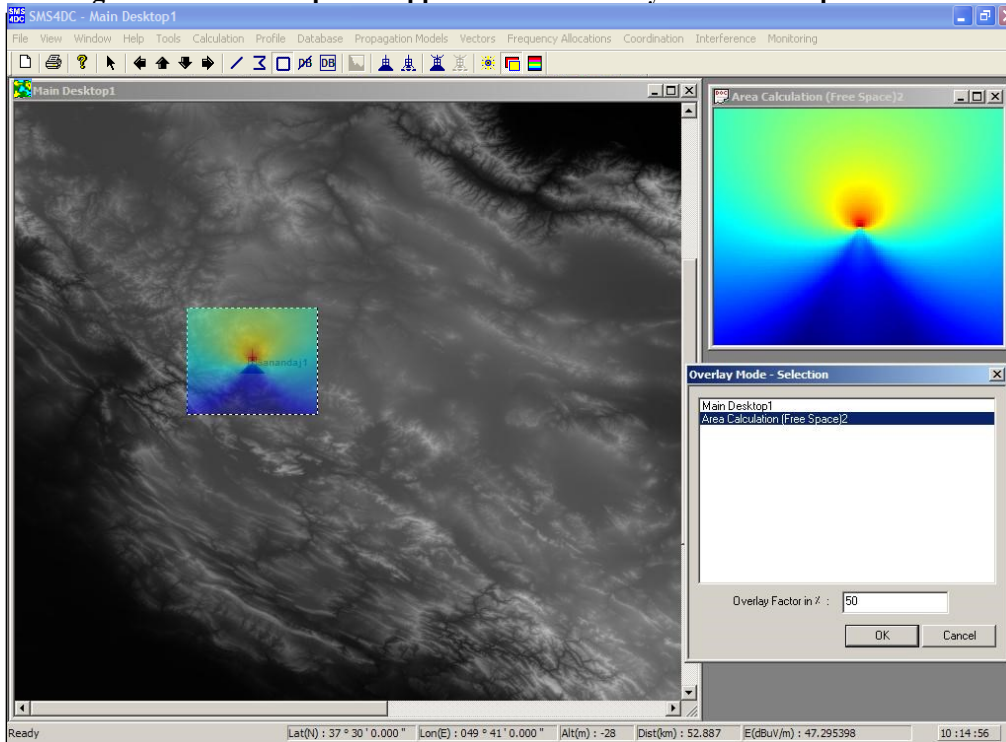 SMS
4DC
SMS4DC - Main Desktop1
File View Window Help Tools Calculation Profile Database Propagation Models Vectors Frequency Allocations Coordination Interference Monitoring
DB
Main Desktop1
Area Calculation (Free Space)2
Overlay Mode - Selection
Main Desktop1
Area Calculation (Free Space)2
Overlay Factor in % : 50
OK Cancel
Ready Lat(N) : 37 ° 30 ' 0.000 " Lon(E) : 049 ° 41 ' 0.000 " Alt(m) : -28 Dist(km) : 52.887 E(dBuV/m) : 47.295398 10 :14 :56